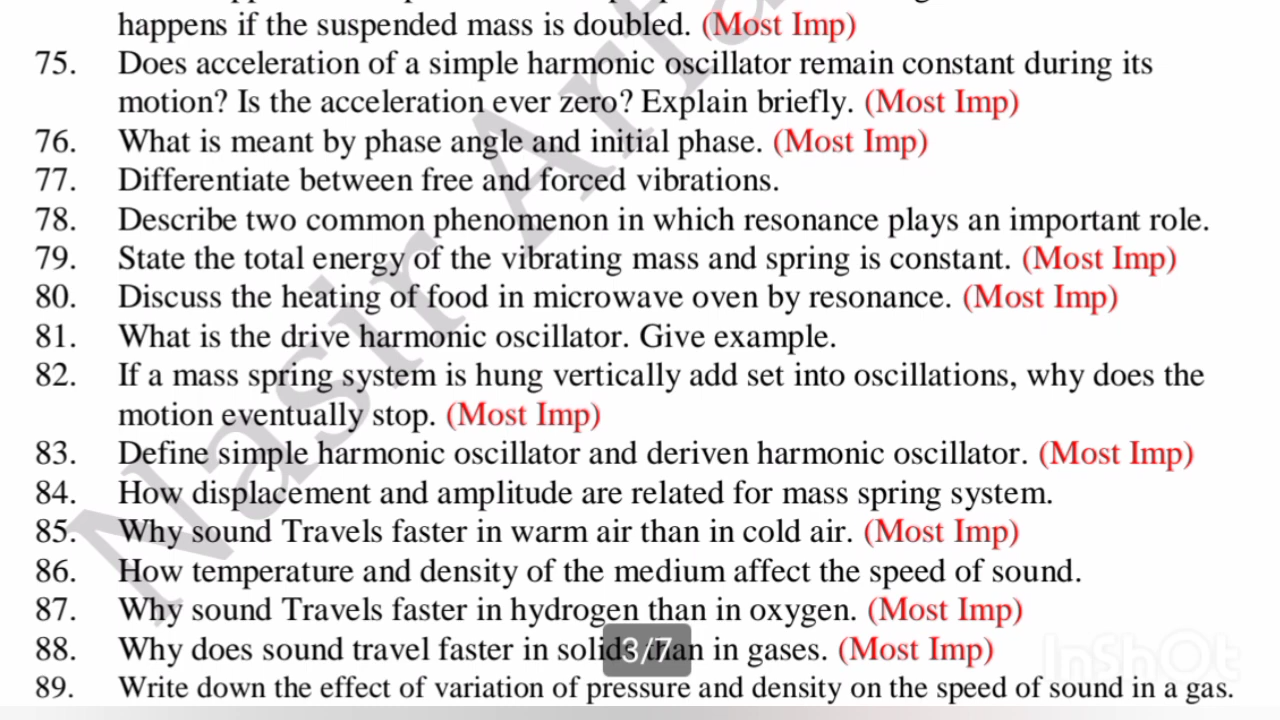 happens if the suspended mass is doubled. (Most Imp)
75. Does acceleration of a simple harmonic oscillator remain constant during its
motion? Is the acceleration ever zero? Explain briefly. (Most Imp)
76. What is meant by phase angle and initial phase. (Most Imp)
77. Differentiate between free and forced vibrations.
78. Describe two common phenomenon in which resonance plays an important role.
79. State the total energy of the vibrating mass and spring is constant. (Most Imp)
80. Discuss the heating of food in microwave oven by resonance. (Most Imp)
81. What is the drive harmonic oscillator. Give example.
82. If a mass spring system is hung vertically add set into oscillations, why does the
motion eventually stop. (Most Imp)
83. Define simple harmonic oscillator and deriven harmonic oscillator. (Most Imp)
84. How displacement and amplitude are related for mass spring system.
85. Why sound Travels faster in warm air than in cold air. (Most Imp)
86. How temperature and density of the medium affect the speed of sound.
87. Why sound Travels faster in hydrogen than in oxygen. (Most Imp)
88. Why does sound travel faster in solids than in gases. (Most Imp)
3/7
InShOt
89. Write down the effect of variation of pressure and density on the speed of sound in a gas.
Nasir